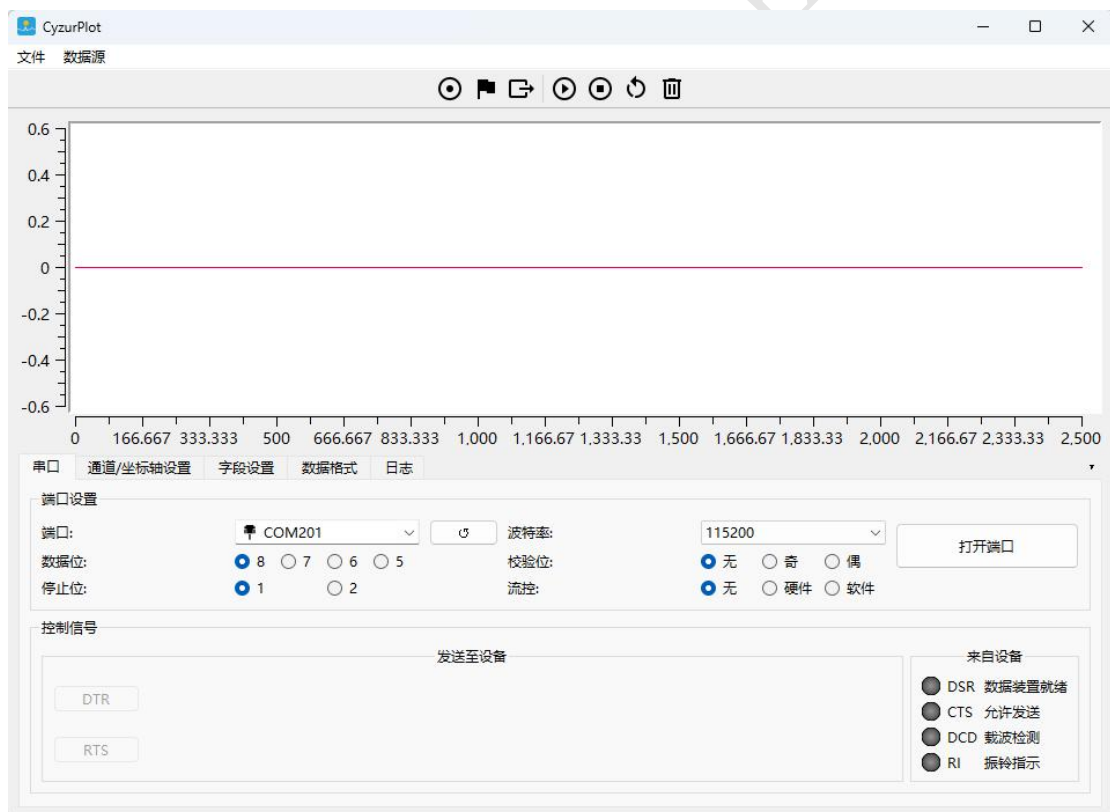 CyzurPlot
文件 数据源
0.6
0.4
0.2
0
-0.2
-0.4
-0.6
0 166.667 333.333 500 666.667 833.333 1,000 1,166.67 1,333.33 1,500 1,666.67 1,833.33 2,000 2,166.67 2,333.33 2,500
串口 通道/坐标轴设置 字段设置 数据格式 日志
端口设置
端口: COM201 波特率: 115200 打开端口
数据位: 8 7 6 5 校验位: 无 奇 偶
停止位: 1 2 流控: 无 硬件 软件
控制信号
发送至设备 来自设备
DTR
RTS
DSR 数据装置就绪
CTS 允许发送
DCD 载波检测
RI 振铃指示